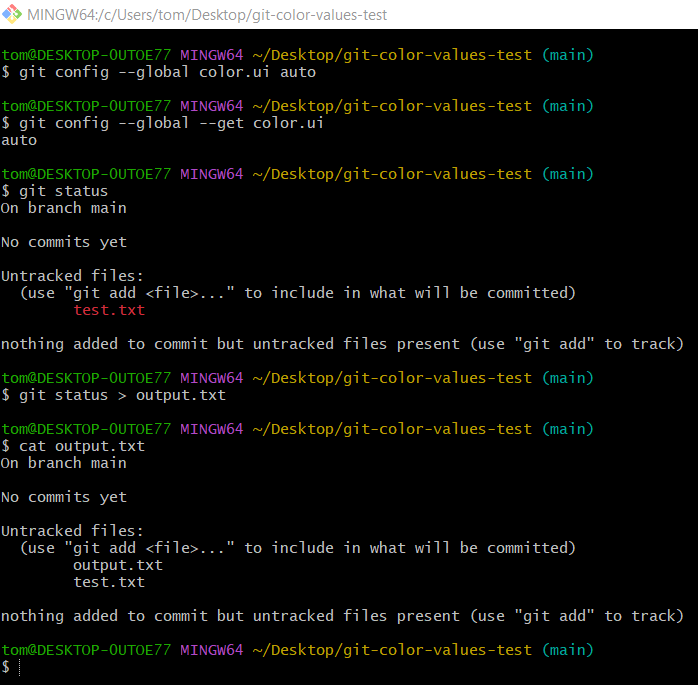 MINGW64:/c/Users/tom/Desktop/git-color-values-test
tom@DESKTOP-OUTOE77 MINGW64 ~/Desktop/git-color-values-test (main)
$ git config --global color.ui auto
tom@DESKTOP-OUTOE77 MINGW64 ~/Desktop/git-color-values-test (main)
$ git config --global --get color.ui
auto
tom@DESKTOP-OUTOE77 MINGW64 ~/Desktop/git-color-values-test (main)
$ git status
On branch main
No commits yet
Untracked files:
  (use "git add <file>..." to include in what will be committed)
        test.txt
nothing added to commit but untracked files present (use "git add" to track)
tom@DESKTOP-OUTOE77 MINGW64 ~/Desktop/git-color-values-test (main)
$ git status > output.txt
tom@DESKTOP-OUTOE77 MINGW64 ~/Desktop/git-color-values-test (main)
$ cat output.txt
On branch main
No commits yet
Untracked files:
  (use "git add <file>..." to include in what will be committed)
        output.txt
        test.txt
nothing added to commit but untracked files present (use "git add" to track)
tom@DESKTOP-OUTOE77 MINGW64 ~/Desktop/git-color-values-test (main)
$